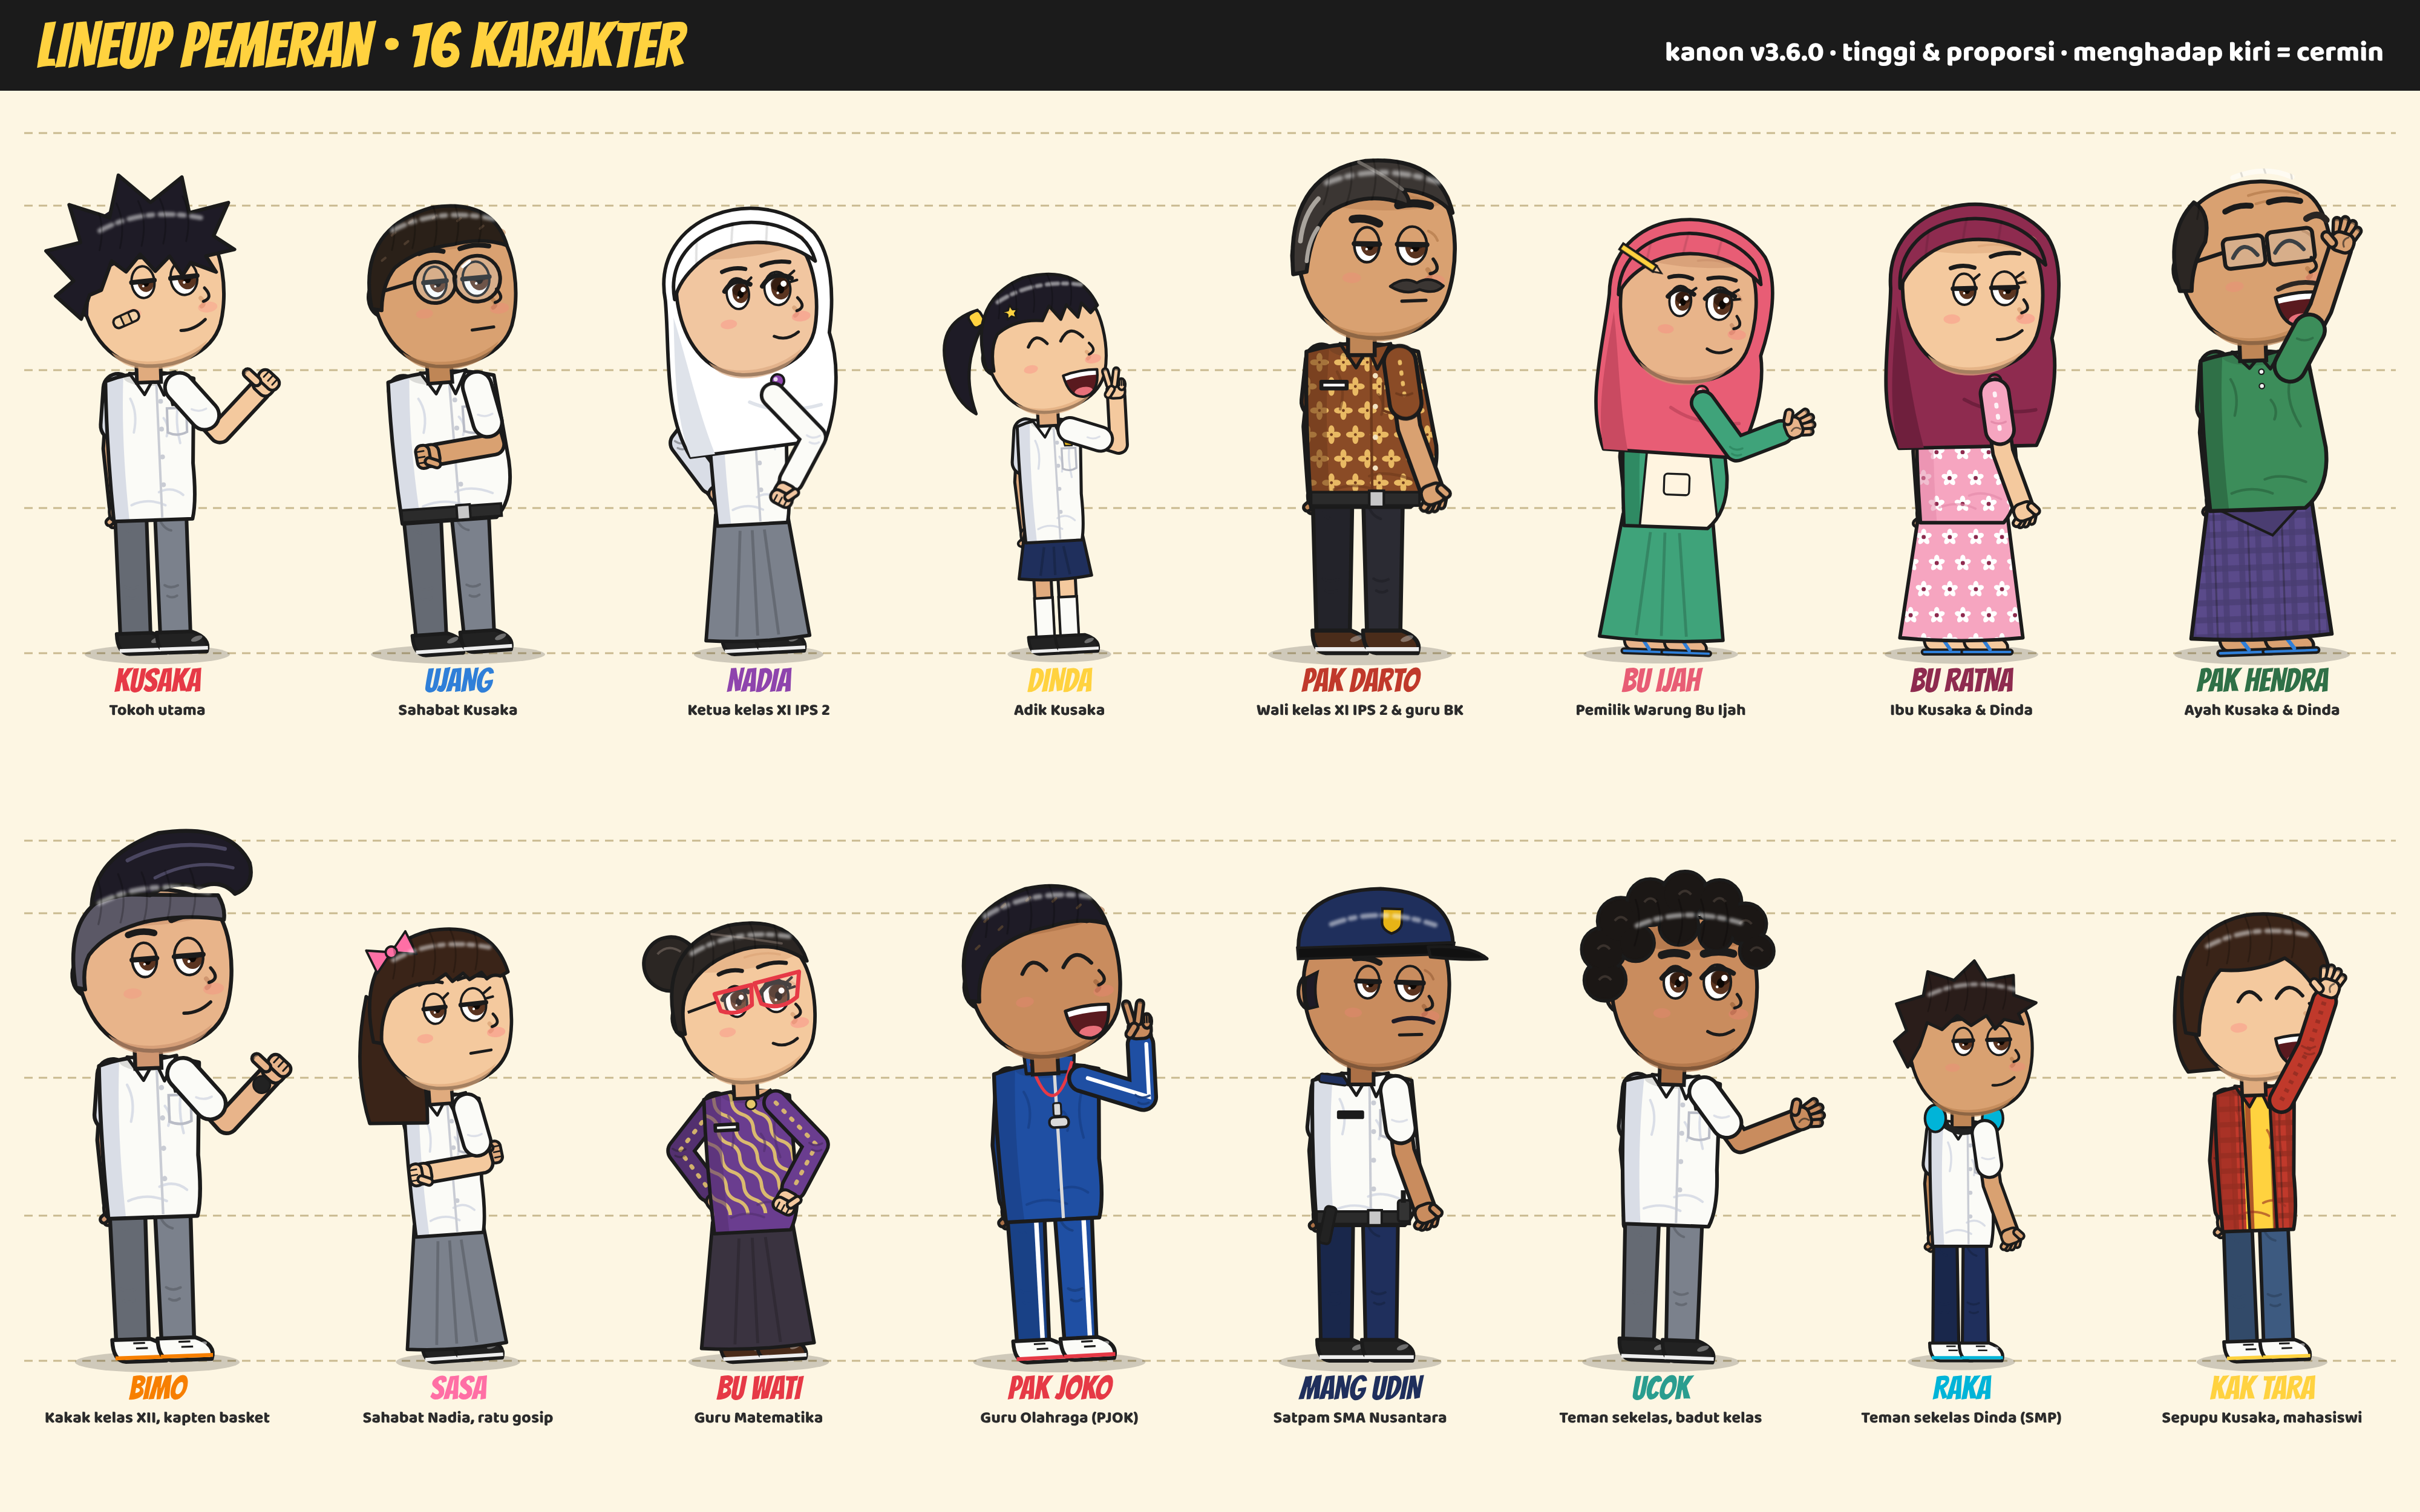 LINEUP PEMERAN • 16 KARAKTER
kanon v3.6.0 • tinggi & proporsi • menghadap kiri = cermin
KUSAKA
Tokoh utama
UJANG
Sahabat Kusaka
NADIA
Ketua kelas XI IPS 2
DINDA
Adik Kusaka
PAK DARTO
Wali kelas XI IPS 2 & guru BK
BU IJAH
Pemilik Warung Bu Ijah
BU RATNA
Ibu Kusaka & Dinda
PAK HENDRA
Ayah Kusaka & Dinda
BIMO
Kakak kelas XII, kapten basket
SASA
Sahabat Nadia, ratu gosip
BU WATI
Guru Matematika
PAK JOKO
Guru Olahraga (PJOK)
MANG UDIN
Satpam SMA Nusantara
UCOK
Teman sekelas, badut kelas
RAKA
Teman sekelas Dinda (SMP)
KAK TARA
Sepupu Kusaka, mahasiswi